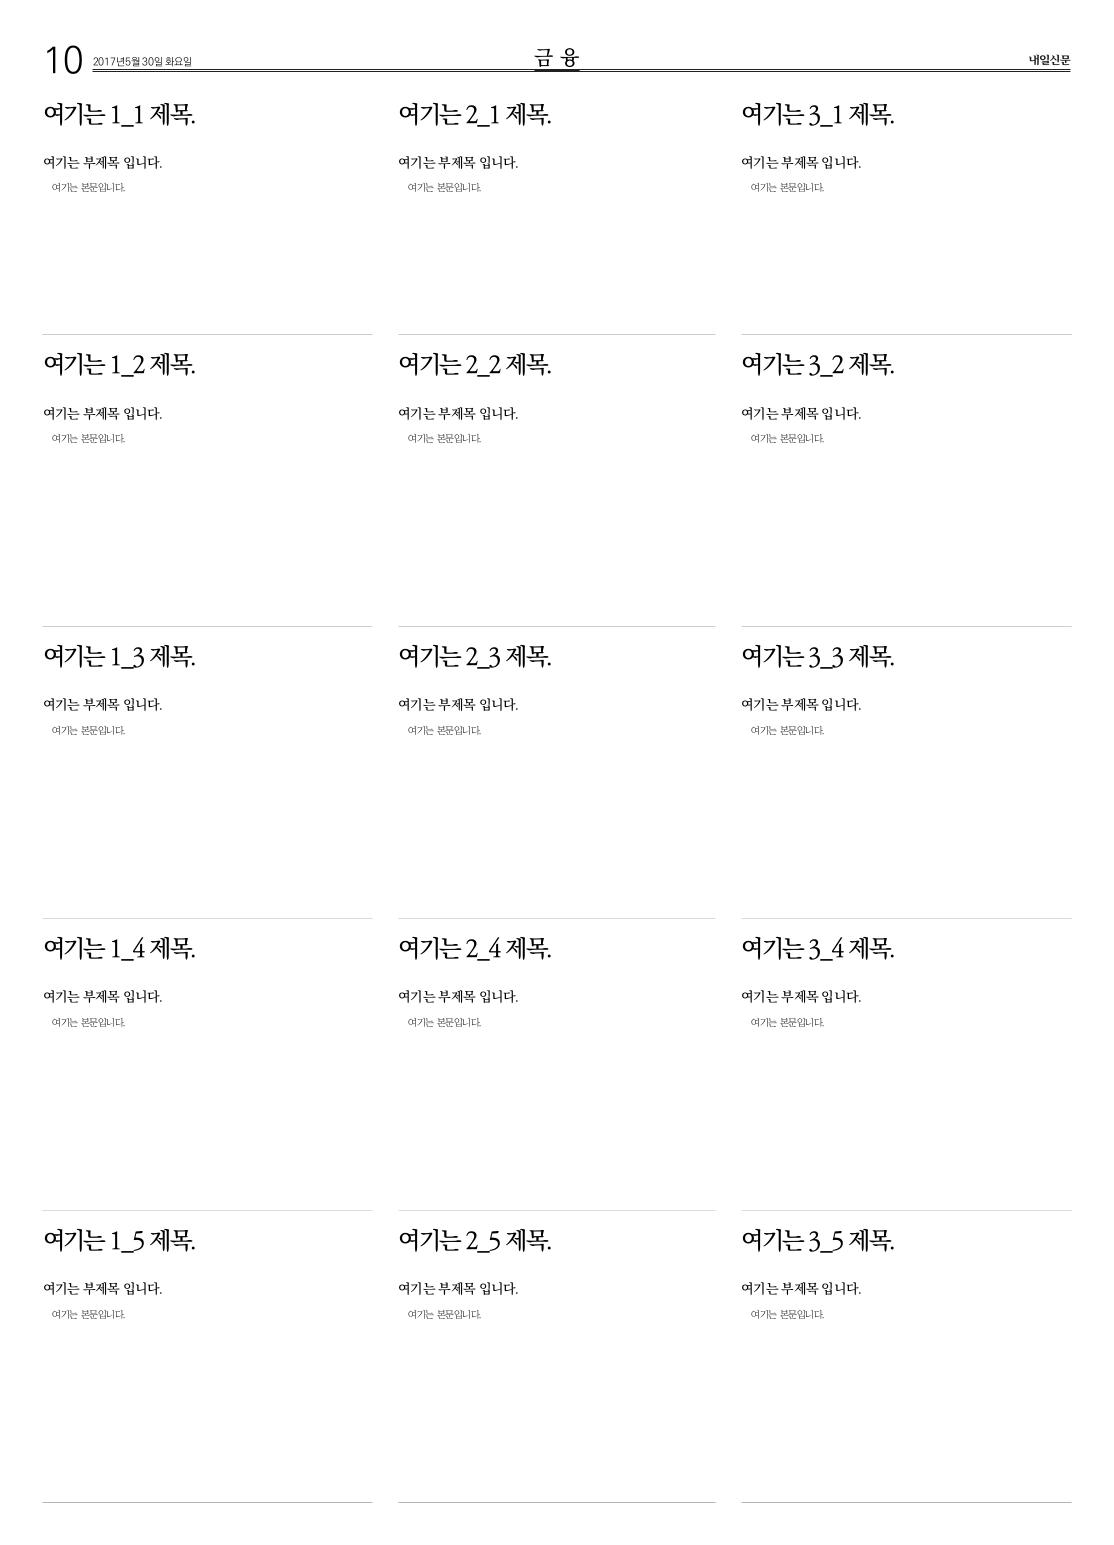 10 2017년5월 30일 화요일 금 융 내일신문
여기는 1_1 제목.
여기는 부제목 입니다.
여기는 본문입니다.
여기는 1_2 제목.
여기는 부제목 입니다.
여기는 본문입니다.
여기는 1_3 제목.
여기는 부제목 입니다.
여기는 본문입니다.
여기는 1_4 제목.
여기는 부제목 입니다.
여기는 본문입니다.
여기는 1_5 제목.
여기는 부제목 입니다.
여기는 본문입니다.
여기는 2_1 제목.
여기는 부제목 입니다.
여기는 본문입니다.
여기는 2_2 제목.
여기는 부제목 입니다.
여기는 본문입니다.
여기는 2_3 제목.
여기는 부제목 입니다.
여기는 본문입니다.
여기는 2_4 제목.
여기는 부제목 입니다.
여기는 본문입니다.
여기는 2_5 제목.
여기는 부제목 입니다.
여기는 본문입니다.
여기는 3_1 제목.
여기는 부제목 입니다.
여기는 본문입니다.
여기는 3_2 제목.
여기는 부제목 입니다.
여기는 본문입니다.
여기는 3_3 제목.
여기는 부제목 입니다.
여기는 본문입니다.
여기는 3_4 제목.
여기는 부제목 입니다.
여기는 본문입니다.
여기는 3_5 제목.
여기는 부제목 입니다.
여기는 본문입니다.